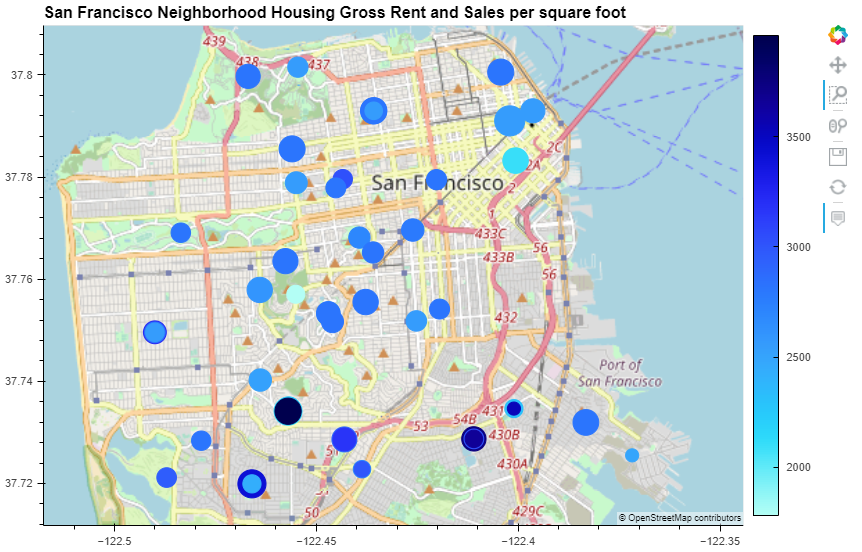 San Francisco Neighborhood Housing Gross Rent and Sales per square foot
439
438
437
37.8
3500
2C
2A
37.78
San Francisco
2
1
433C
56
3000
433B
37.76
56
432
2500
Port of
San Francisco
37.74
431
54B
53
430B
430A
2000
37.72
50
429C
© OpenStreetMap contributors
−122.5
−122.45
−122.4
−122.35